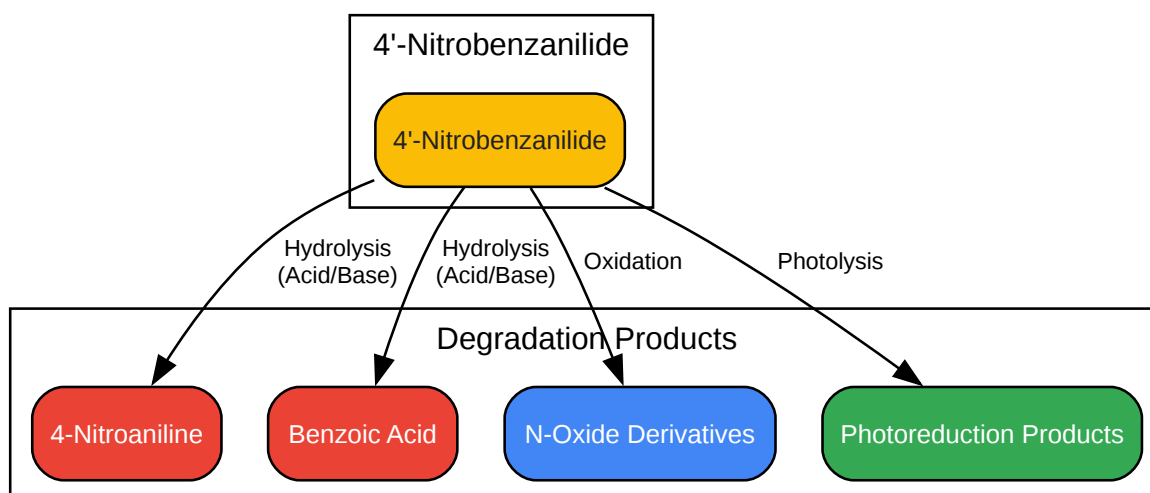 4'-Nitrobenzanilide
4'-Nitrobenzanilide
Hydrolysis
(Acid/Base)
Hydrolysis
(Acid/Base)
Oxidation
Photolysis
Degradation Products
4-Nitroaniline
Benzoic Acid
N-Oxide Derivatives
Photoreduction Products